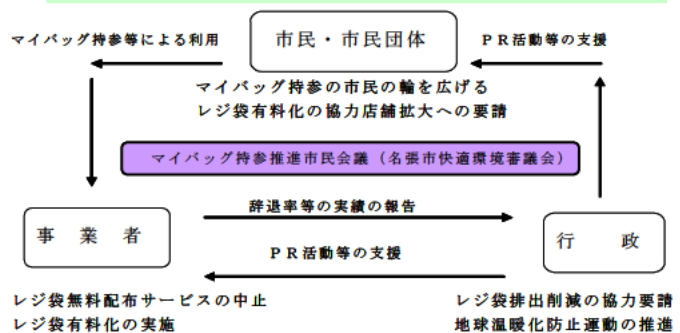 マイバッグ持参等による利用
市民・市民団体
PR活動等の支援
マイバッグ持参の市民の輪を広げる
レジ袋有料化の協力店舗拡大への要請
マイバッグ持参推進市民会議（名張市快適環境審議会）
事業者
辞退率等の実績の報告
行政
PR活動等の支援
レジ袋無料配布サービスの中止
レジ袋有料化の実施
レジ袋排出削減の協力要請
地球温暖化防止運動の推進